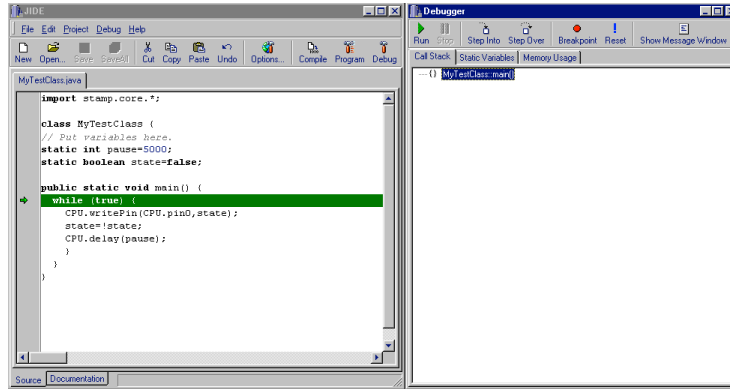 JIDE
File Edit Project Debug Help
New Open... Save SaveAll Cut Copy Paste Undo Options... Compile Program Debug
MyTestClass.java
import stamp.core.*;
class MyTestClass {
// Put variables here.
static int pause=5000;
static boolean state=false;
public static void main() {
while (true) {
CPU.writePin(CPU.pin0,state);
state=!state;
CPU.delay(pause);
}
}
}
Source Documentation
Debugger
Run Stop Step Into Step Over Breakpoint Reset Show Message Window
Call Stack Static Variables Memory Usage
{} MyTestClass::main()